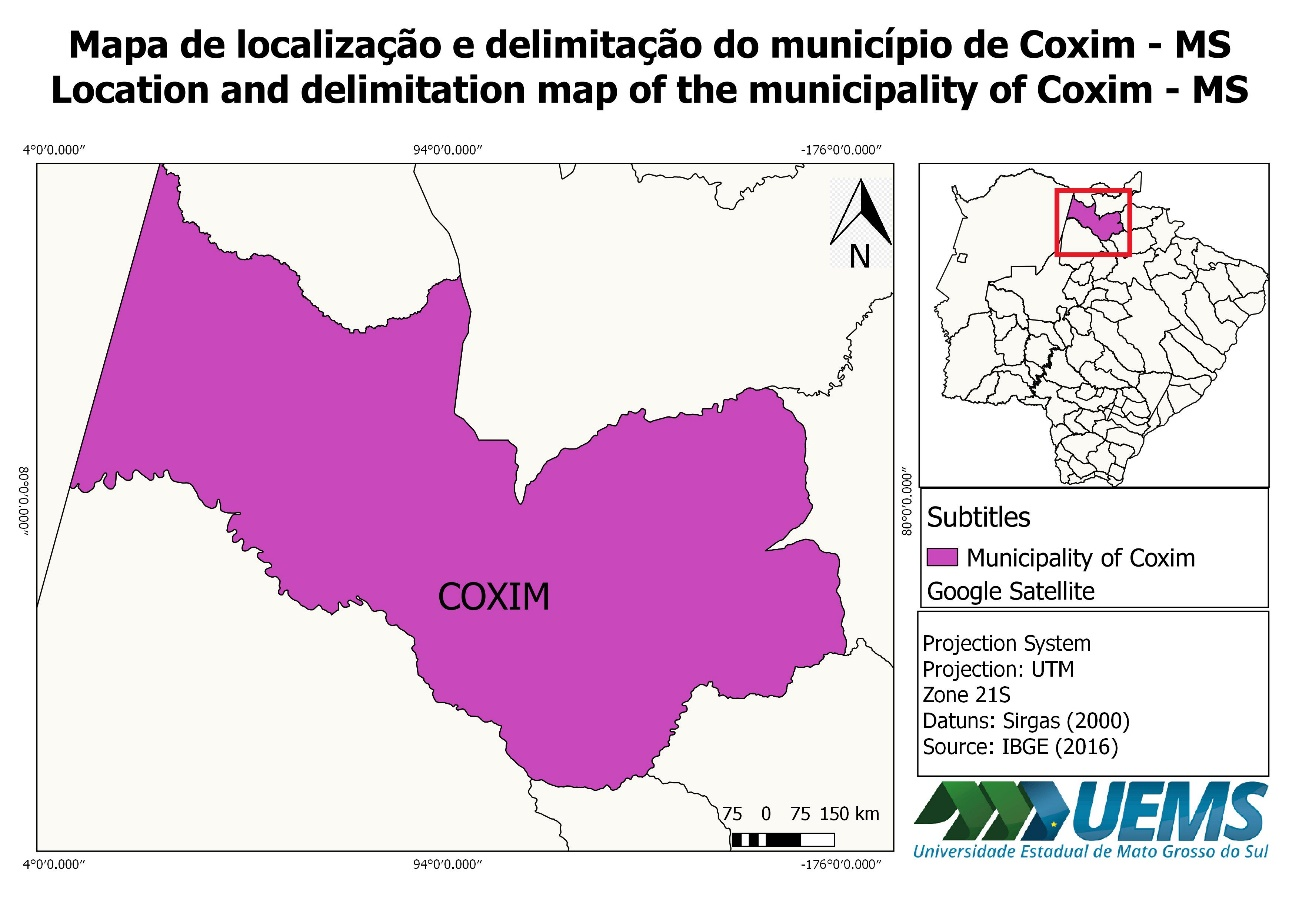 Mapa de localização e delimitação do município de Coxim - MS
Location and delimitation map of the municipality of Coxim - MS
4°0′0.000″ 94°0′0.000″ -176°0′0.000″
N
80°0′0.000″ 80°0′0.000″
COXIM
75 0 75 150 km
4°0′0.000″ 94°0′0.000″ -176°0′0.000″
Subtitles
Municipality of Coxim
Google Satellite
Projection System
Projection: UTM
Zone 21S
Datuns: Sirgas (2000)
Source: IBGE (2016)
UEMS
Universidade Estadual de Mato Grosso do Sul